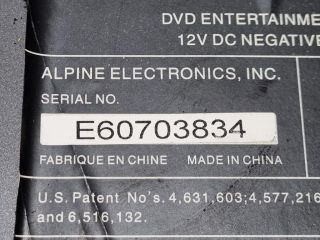 DVD ENTERTAINME
12V DC NEGATIVE
ALPINE ELECTRONICS, INC.
SERIAL NO.
E60703834
FABRIQUE EN CHINE MADE IN CHINA
U.S. Patent No's. 4,631,603;4,577,216
and 6,516,132.